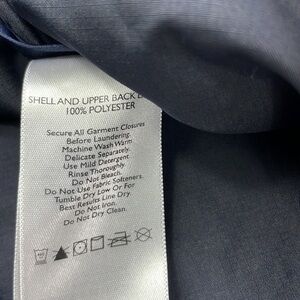 SHELL AND UPPER BACK
100% POLYESTER
Secure All Garment Closures
Before Laundering.
Machine Wash Warm
Delicate Separately.
Use Mild Detergent
Rinse Thoroughly.
Do Not Bleach.
Do Not Use Fabric Softeners.
Tumble Dry Low Or For
Best Results Line Dry.
Do Not Iron.
Do Not Dry Clean.